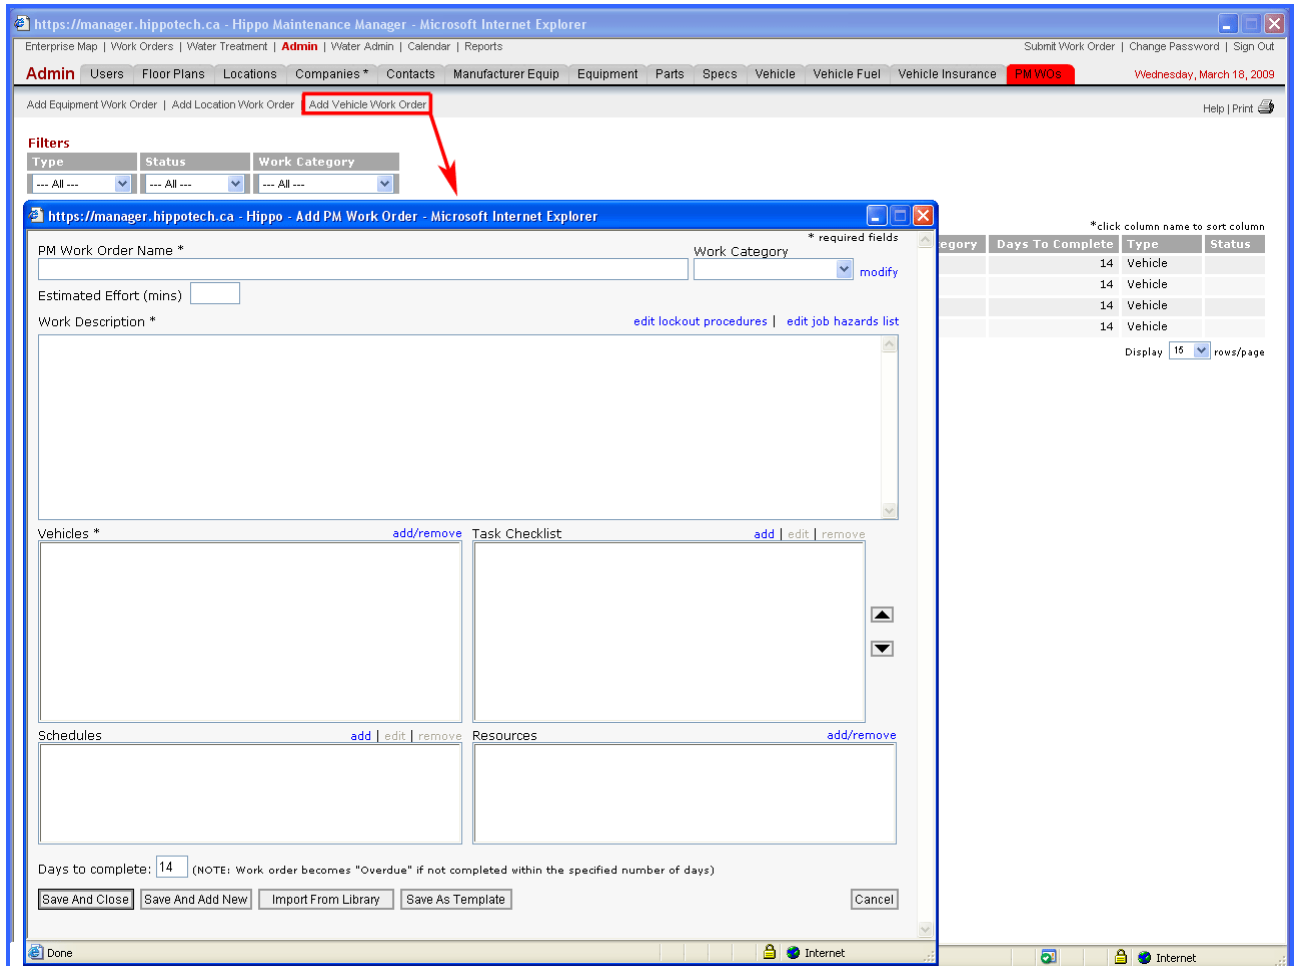 https://manager.hippotech.ca - Hippo Maintenance Manager - Microsoft Internet Explorer
Enterprise Map | Work Orders | Water Treatment | Admin | Water Admin | Calendar | Reports
Submit Work Order | Change Password | Sign Out
Admin Users Floor Plans Locations Companies * Contacts Manufacturer Equip Equipment Parts Specs Vehicle Vehicle Fuel Vehicle Insurance PM WOs
Wednesday, March 18, 2009
Add Equipment Work Order | Add Location Work Order | Add Vehicle Work Order
Help | Print
Filters
Type Status Work Category
--- All --- --- All --- --- All ---
https://manager.hippotech.ca - Hippo - Add PM Work Order - Microsoft Internet Explorer
*click column name to sort column
egory Days To Complete Type Status
14 Vehicle
14 Vehicle
14 Vehicle
14 Vehicle
Display 15 rows/page
* required fields
PM Work Order Name *
Work Category
modify
Estimated Effort (mins)
Work Description *
edit lockout procedures | edit job hazards list
Vehicles * add/remove
Task Checklist add | edit | remove
Schedules add | edit | remove
Resources add/remove
Days to complete: 14 (NOTE: Work order becomes "Overdue" if not completed within the specified number of days)
Save And Close Save And Add New Import From Library Save As Template Cancel
Done
Internet
Internet